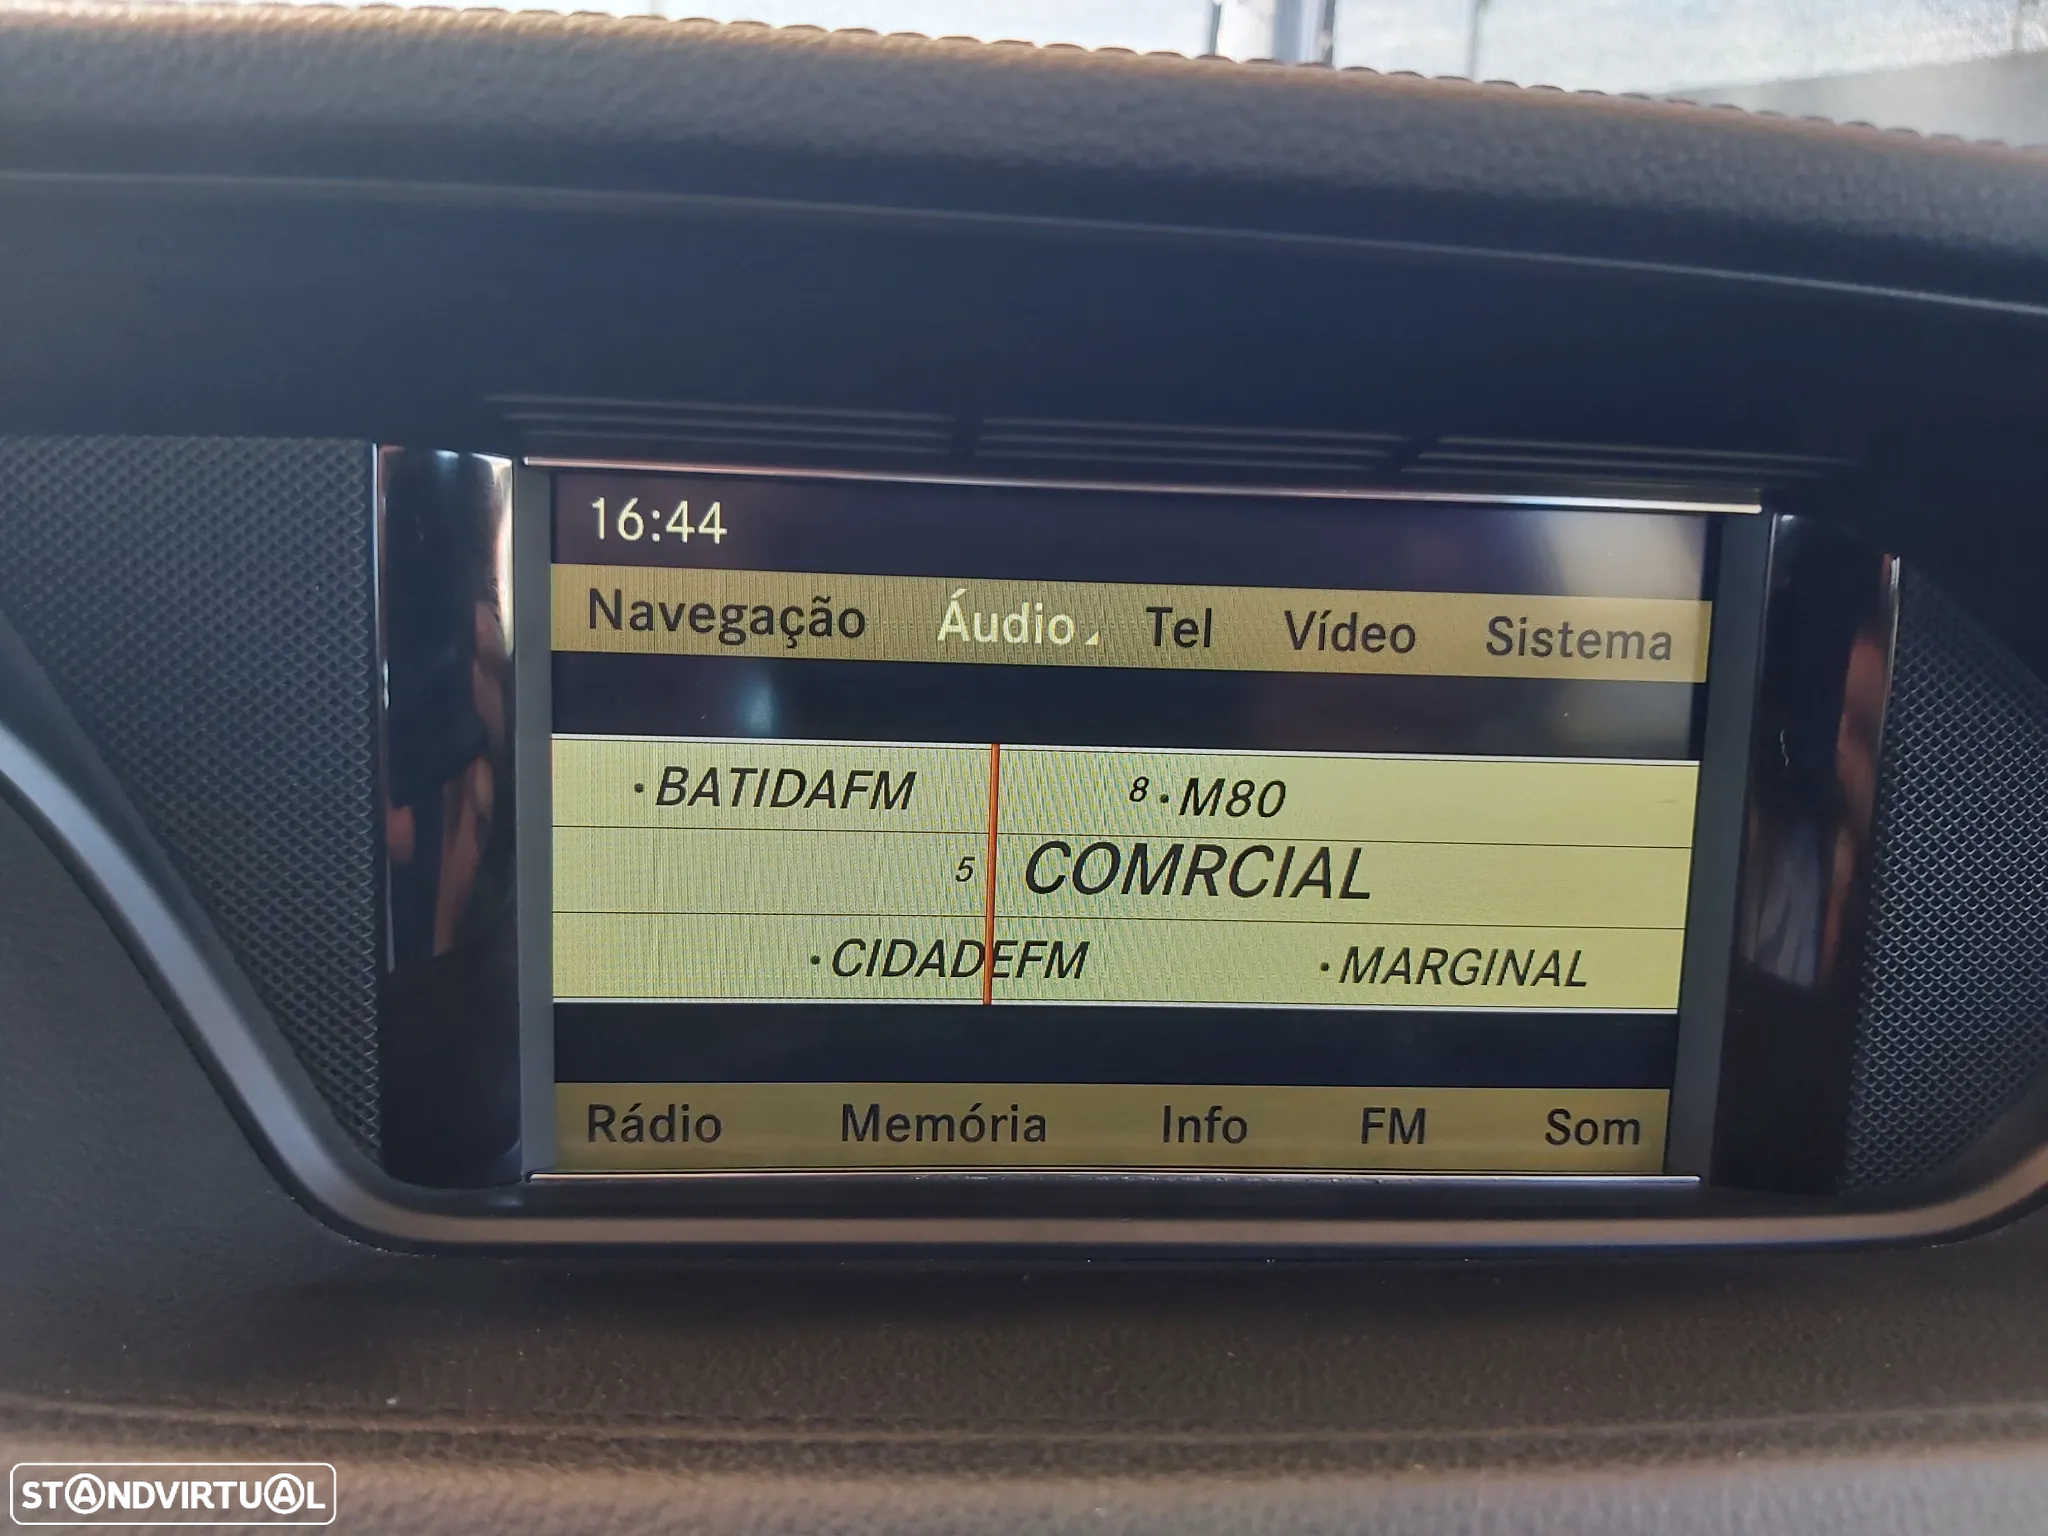 16:44
Navegação Áudio Tel Vídeo Sistema
·BATIDAFM 8·M80
5 COMRCIAL
·CIDADEFM ·MARGINAL
Rádio Memória Info FM Som
STANDVIRTUAL